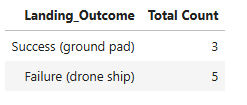 Landing_Outcome Total Count
Success (ground pad) 3
Failure (drone ship) 5